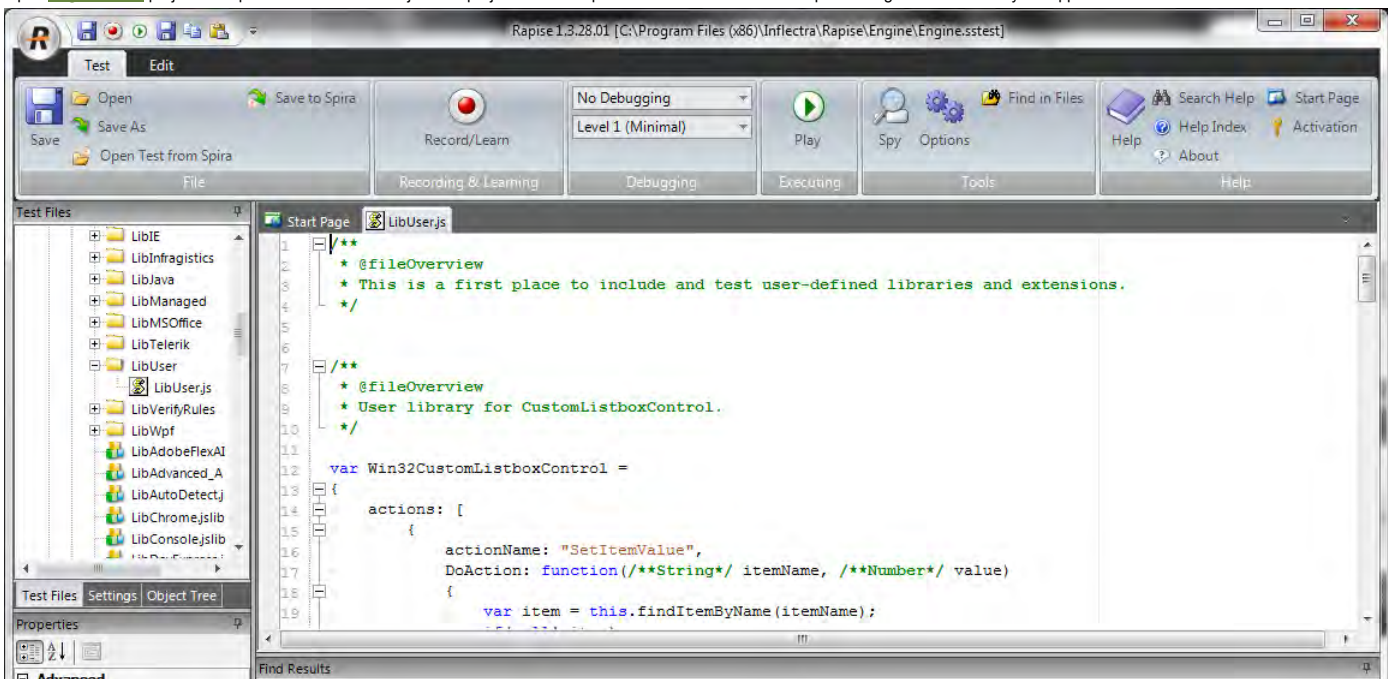 Rapise 1.3.28.01 [C:\Program Files (x86)\Inflectra\Rapise\Engine\Engine.sstest]
Test Edit
Save
Open
Save As
Open Test from Spira
Save to Spira
File
Record/Learn
Recording & Learning
No Debugging
Level 1 (Minimal)
Debugging
Play
Executing
Spy
Options
Find in Files
Tools
Help
Search Help
Help Index
About
Start Page
Activation
Help
Test Files
LibIE
LibInfragistics
LibJava
LibManaged
LibMSOffice
LibTelerik
LibUser
LibUser.js
LibVerifyRules
LibWpf
LibAdobeFlexAI
LibAdvanced_A
LibAutoDetect.j
LibChrome.jslib
LibConsole.jslib
Test Files Settings Object Tree
Properties
Advanced
Start Page LibUser.js
1 /**
2 * @fileOverview
3 * This is a first place to include and test user-defined libraries and extensions.
4 */
5
6
7 /**
8 * @fileOverview
9 * User library for CustomListboxControl.
10 */
11
12 var Win32CustomListboxControl =
13 {
14 actions: [
15 {
16 actionName: "SetItemValue",
17 DoAction: function(/**String*/ itemName, /**Number*/ value)
18 {
19 var item = this.findItemByName(itemName);
Find Results